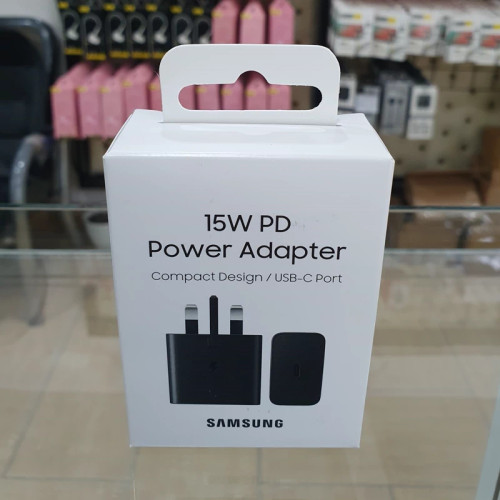 15W PD
Power Adapter
Compact Design / USB-C Port
SAMSUNG